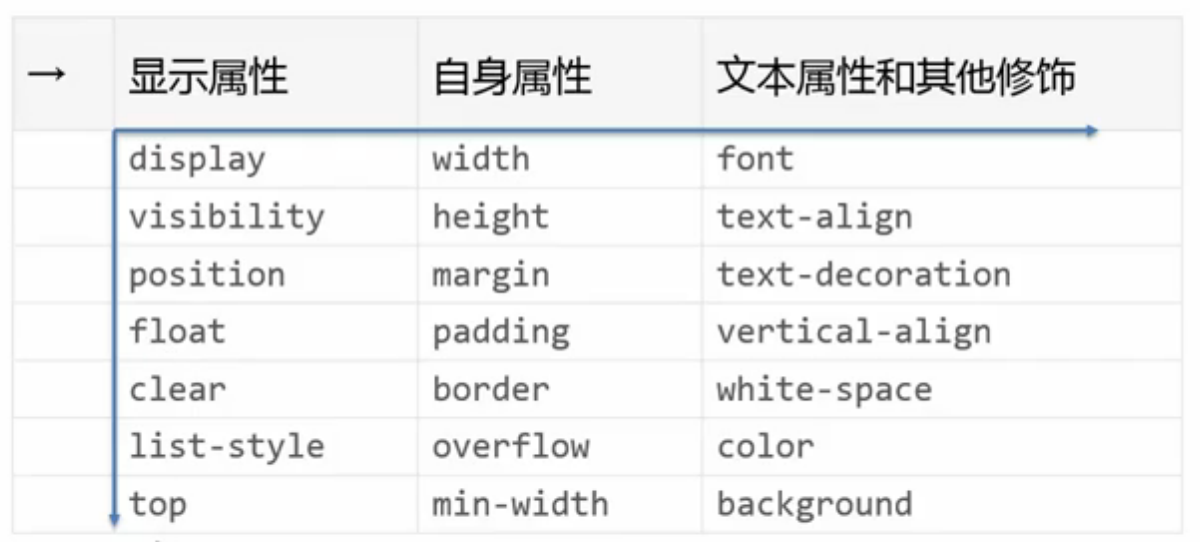 → 显示属性 自身属性 文本属性和其他修饰
display width font
visibility height text-align
position margin text-decoration
float padding vertical-align
clear border white-space
list-style overflow color
top min-width background